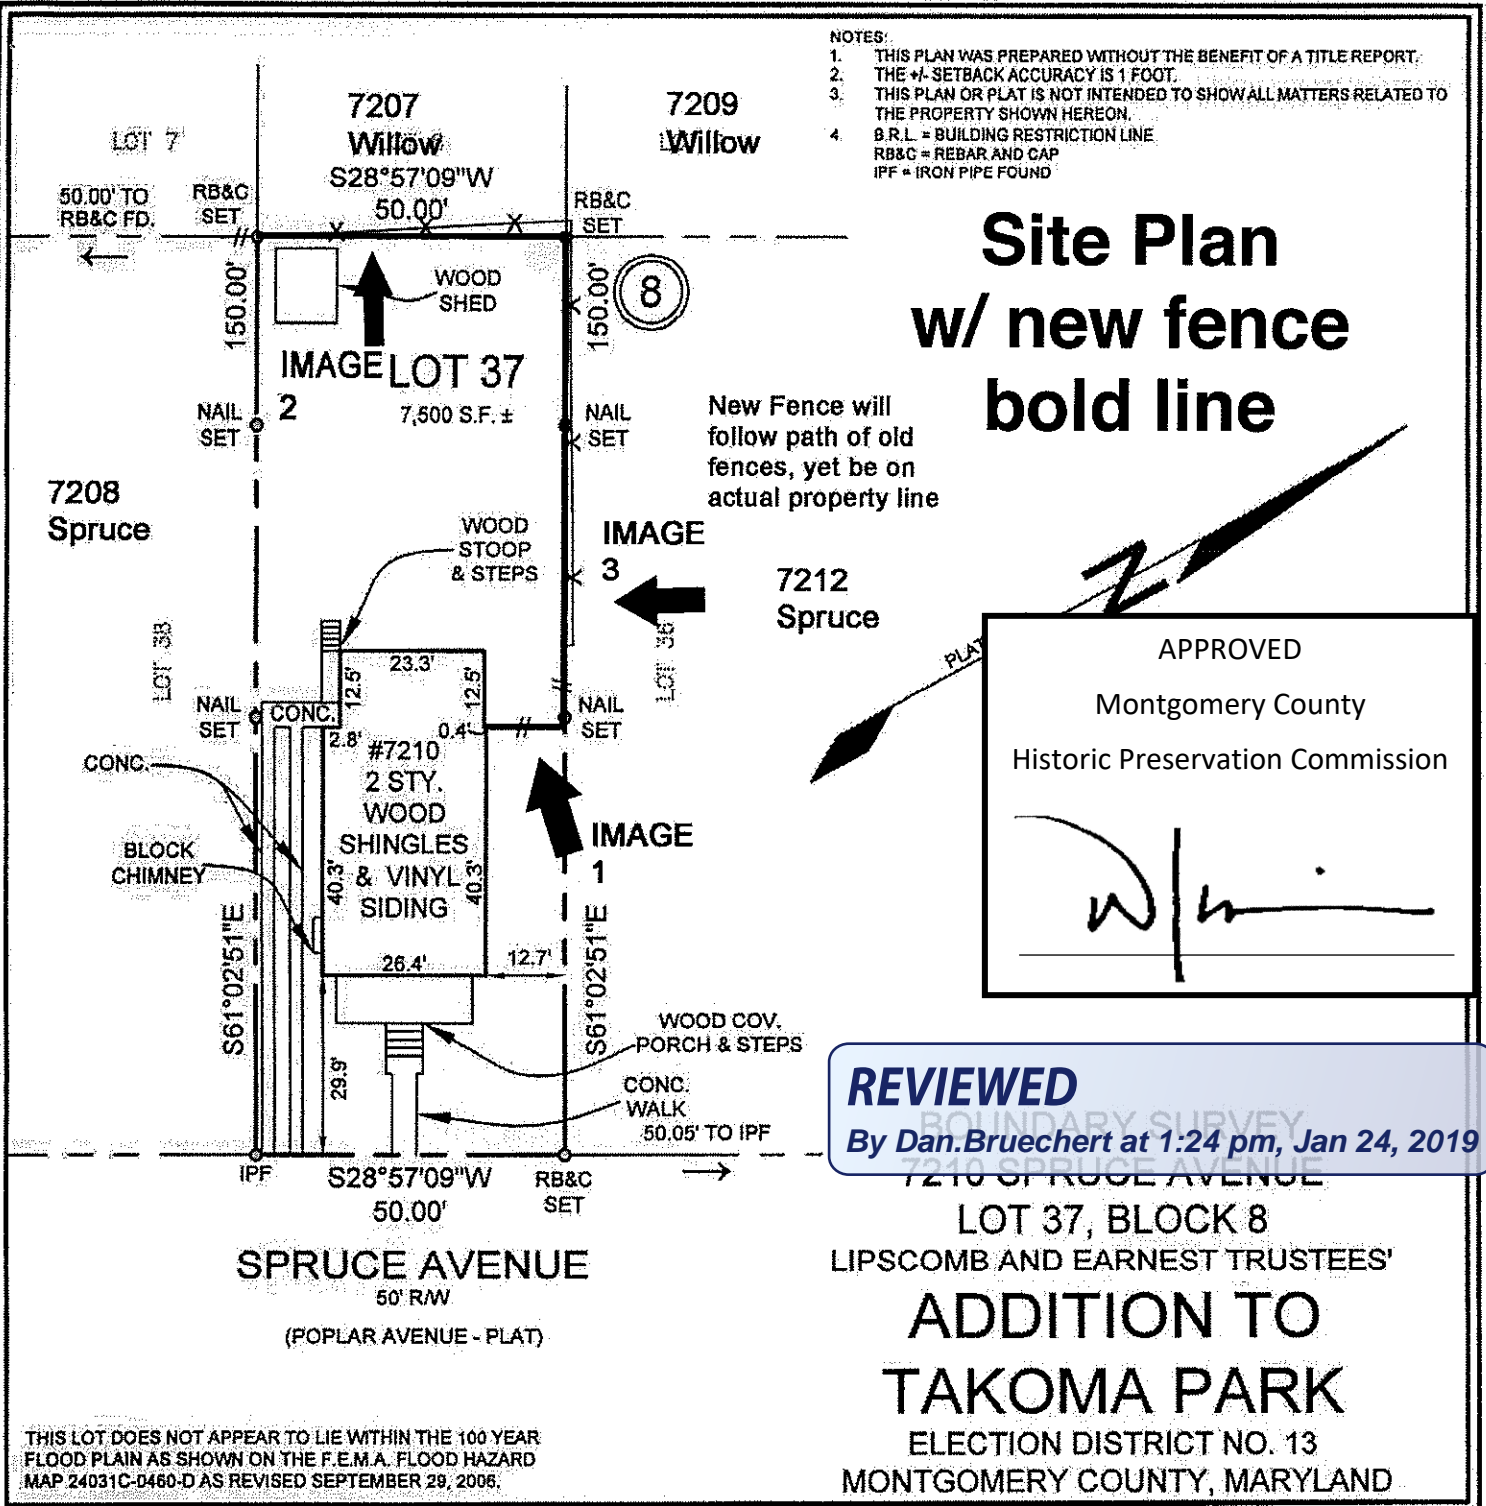 NOTES:
1. THIS PLAN WAS PREPARED WITHOUT THE BENEFIT OF A TITLE REPORT.
2. THE +/- SETBACK ACCURACY IS 1 FOOT.
3. THIS PLAN OR PLAT IS NOT INTENDED TO SHOW ALL MATTERS RELATED TO
THE PROPERTY SHOWN HEREON.
4 B.R.L. = BUILDING RESTRICTION LINE
RB&C = REBAR AND CAP
IPF = IRON PIPE FOUND
Site Plan
w/ new fence
bold line
LOT 7
7207
Willow
7209
Willow
S28°57'09"W
50.00'
50.00' TO
RB&C FD.
RB&C
SET
RB&C
SET
150.00'
150.00'
8
WOOD
SHED
IMAGE
2
LOT 37
7,500 S.F. ±
NAIL
SET
NAIL
SET
New Fence will
follow path of old
fences, yet be on
actual property line
7208
Spruce
WOOD
STOOP
& STEPS
IMAGE
3
7212
Spruce
LOT 38
LOT 36
Z
PLAT
23.3'
12.5'
12.5'
NAIL
SET
CONC.
NAIL
SET
2.8'
0.4'
#7210
2 STY.
WOOD
SHINGLES
& VINYL
SIDING
CONC.
BLOCK
CHIMNEY
IMAGE
1
40.3'
40.3'
26.4'
12.7'
S61°02'51"E
S61°02'51"E
29.9'
WOOD COV.
PORCH & STEPS
CONC.
WALK
50.05' TO IPF
IPF
S28°57'09"W
50.00'
RB&C
SET
SPRUCE AVENUE
50' R/W
(POPLAR AVENUE - PLAT)
THIS LOT DOES NOT APPEAR TO LIE WITHIN THE 100 YEAR
FLOOD PLAIN AS SHOWN ON THE F.E.M.A. FLOOD HAZARD
MAP 24031C-0460-D AS REVISED SEPTEMBER 29, 2006.
APPROVED
Montgomery County
Historic Preservation Commission
REVIEWED
By Dan.Bruechert at 1:24 pm, Jan 24, 2019
BOUNDARY SURVEY
7210 SPRUCE AVENUE
LOT 37, BLOCK 8
LIPSCOMB AND EARNEST TRUSTEES'
ADDITION TO
TAKOMA PARK
ELECTION DISTRICT NO. 13
MONTGOMERY COUNTY, MARYLAND